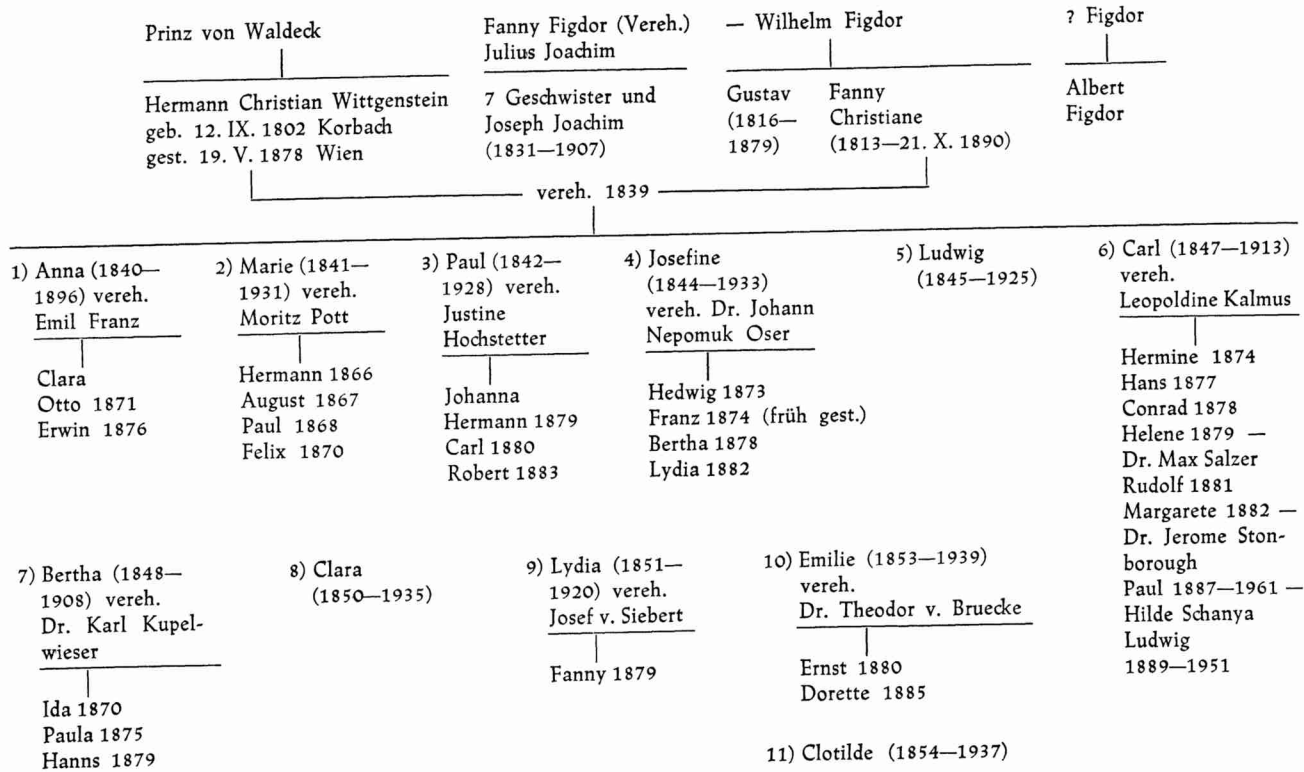 Prinz von Waldeck
Hermann Christian Wittgenstein
geb. 12. IX. 1802 Korbach
gest. 19. V. 1878 Wien
Fanny Figdor (Vereh.)
Julius Joachim
7 Geschwister und
Joseph Joachim
(1831—1907)
— Wilhelm Figdor
Gustav
(1816—
1879)
Fanny
Christiane
(1813—21. X. 1890)
? Figdor
Albert
Figdor
vereh. 1839
1) Anna (1840—
1896) vereh.
Emil Franz
Clara
Otto 1871
Erwin 1876
2) Marie (1841—
1931) vereh.
Moritz Pott
Hermann 1866
August 1867
Paul 1868
Felix 1870
3) Paul (1842—
1928) vereh.
Justine
Hochstetter
Johanna
Hermann 1879
Carl 1880
Robert 1883
4) Josefine
(1844—1933)
vereh. Dr. Johann
Nepomuk Oser
Hedwig 1873
Franz 1874 (früh gest.)
Bertha 1878
Lydia 1882
5) Ludwig
(1845—1925)
6) Carl (1847—1913)
vereh.
Leopoldine Kalmus
Hermine 1874
Hans 1877
Conrad 1878
Helene 1879 —
Dr. Max Salzer
Rudolf 1881
Margarete 1882 —
Dr. Jerome Ston-
borough
Paul 1887—1961 —
Hilde Schanya
Ludwig
1889—1951
7) Bertha (1848—
1908) vereh.
Dr. Karl Kupel-
wieser
Ida 1870
Paula 1875
Hanns 1879
8) Clara
(1850—1935)
9) Lydia (1851—
1920) vereh.
Josef v. Siebert
Fanny 1879
10) Emilie (1853—1939)
vereh.
Dr. Theodor v. Bruecke
Ernst 1880
Dorette 1885
11) Clotilde (1854—1937)